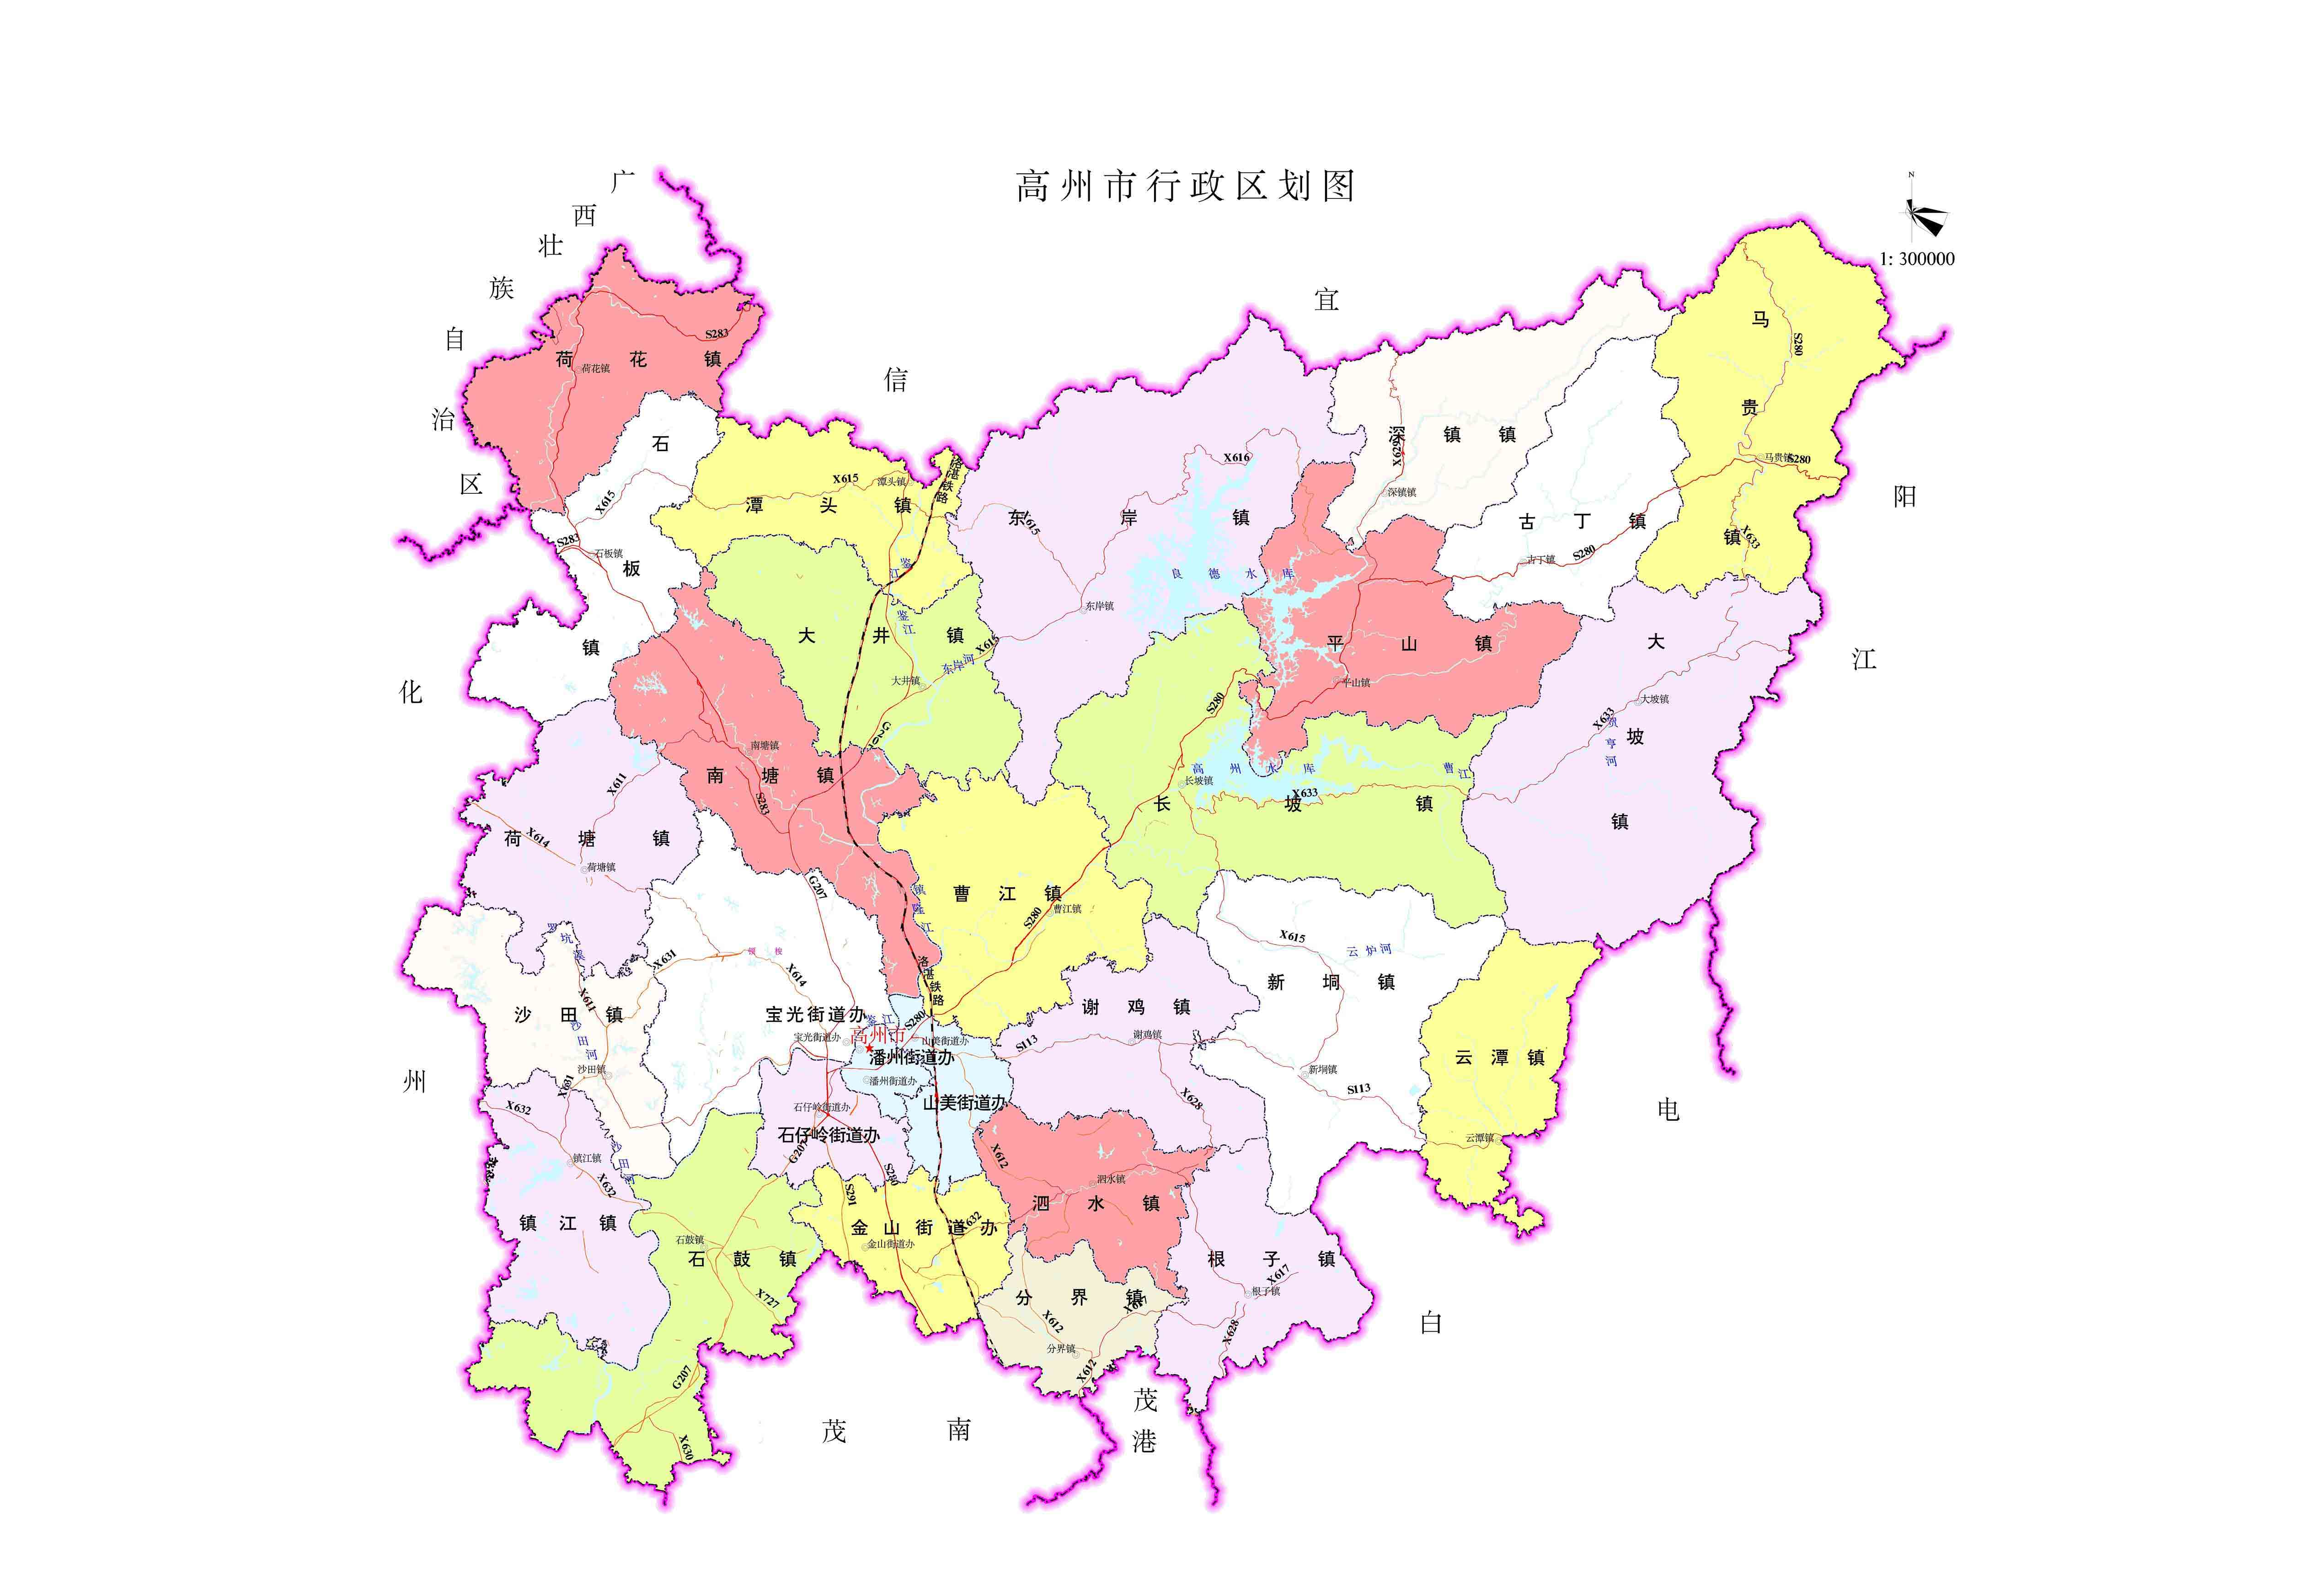 高州市行政区划图
N
1: 300000
广西壮族自治区
信
宜
阳
江
化
州
电
白
茂
南
茂
港
荷花镇
荷花镇
S283
石板镇
石板镇
X615
S283
潭头镇
潭头镇
X615
洛湛铁路
鉴江
大井镇
大井镇
鉴江
东岸河
X615
G207
东岸镇
东岸镇
X615
X616
良德水库
深镇镇
深镇镇
X629
古丁镇
古丁镇
S280
马贵镇
马贵镇
S280
S280
X633
平山镇
平山镇
大坡镇
大坡镇
X633
长坡镇
长坡镇
S280
高州水库
X633
曹江
南塘镇
南塘镇
S283
荷塘镇
荷塘镇
X611
X614
曹江镇
曹江镇
S280
镇隆江
洛湛铁路
G207
X614
X631
宝光街道办
宝光街道办
高州市
鉴江
S280
山美街道办
潘州街道办
潘州街道办
山美街道办
石仔岭街道办
石仔岭街道办
G207
S280
沙田镇
沙田镇
罗坑溪
X611
沙田河
X631
镇江镇
镇江镇
X632
X632
沙田河
石鼓镇
石鼓镇
X727
G207
X630
金山街道办
金山街道办
S291
X632
谢鸡镇
谢鸡镇
S113
X628
新垌镇
新垌镇
X615
云炉河
S113
云潭镇
云潭镇
泗水镇
泗水镇
X612
分界镇
分界镇
X612
X612
根子镇
根子镇
X617
X628